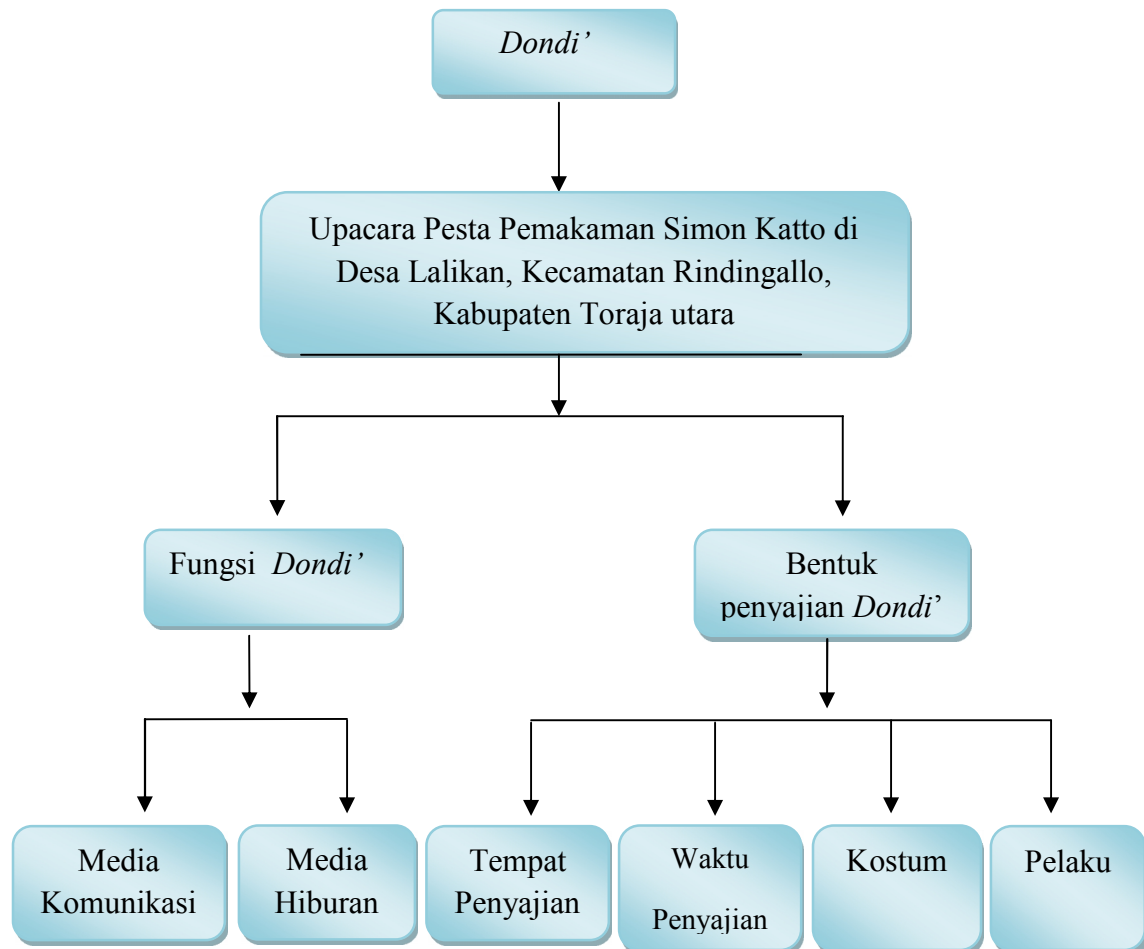 Dondi’
Upacara Pesta Pemakaman Simon Katto di
Desa Lalikan, Kecamatan Rindingallo,
Kabupaten Toraja utara
Fungsi Dondi’
Bentuk
penyajian Dondi’
Media
Komunikasi
Media
Hiburan
Tempat
Penyajian
Waktu
Penyajian
Kostum
Pelaku